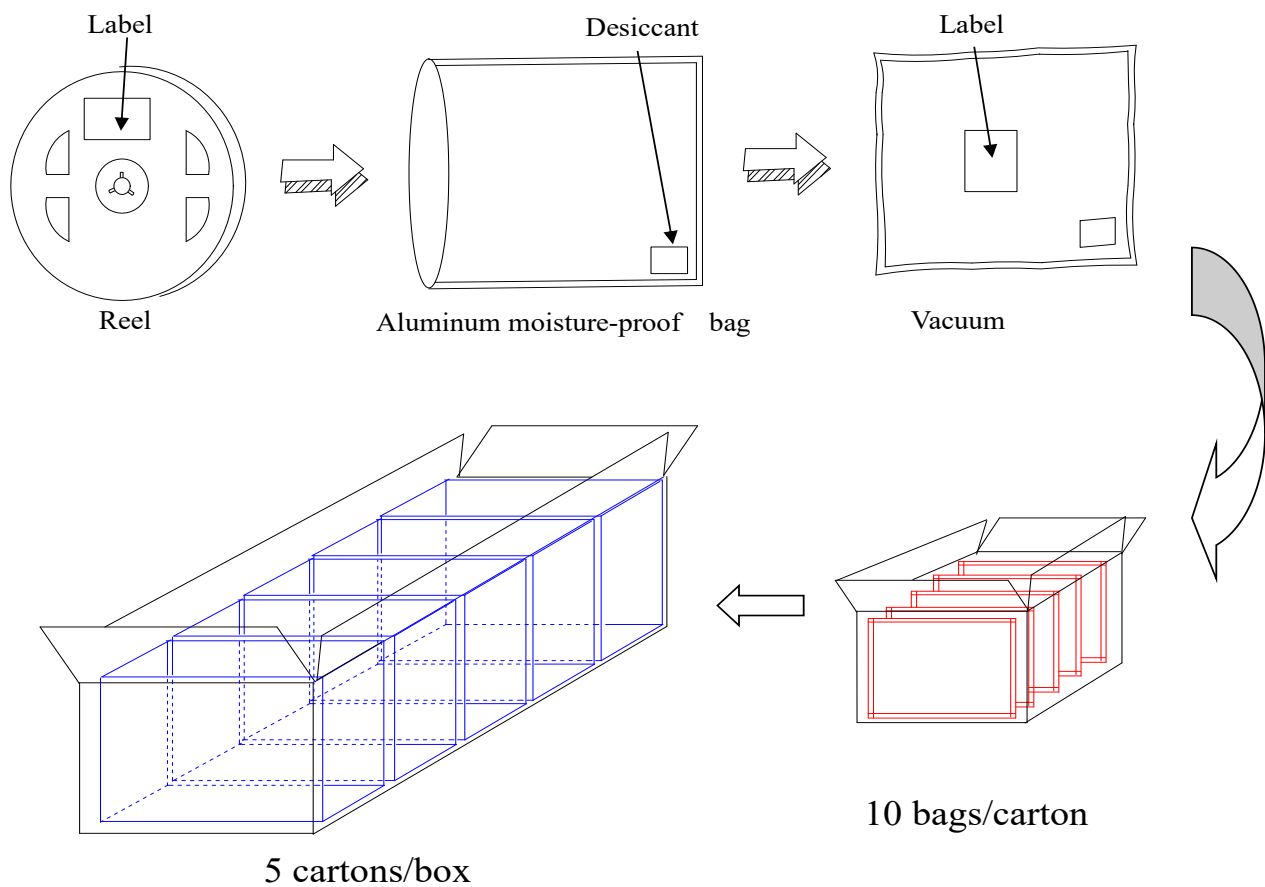 Label
Desiccant
Label
Reel
Aluminum moisture-proof bag
Vacuum
10 bags/carton
5 cartons/box